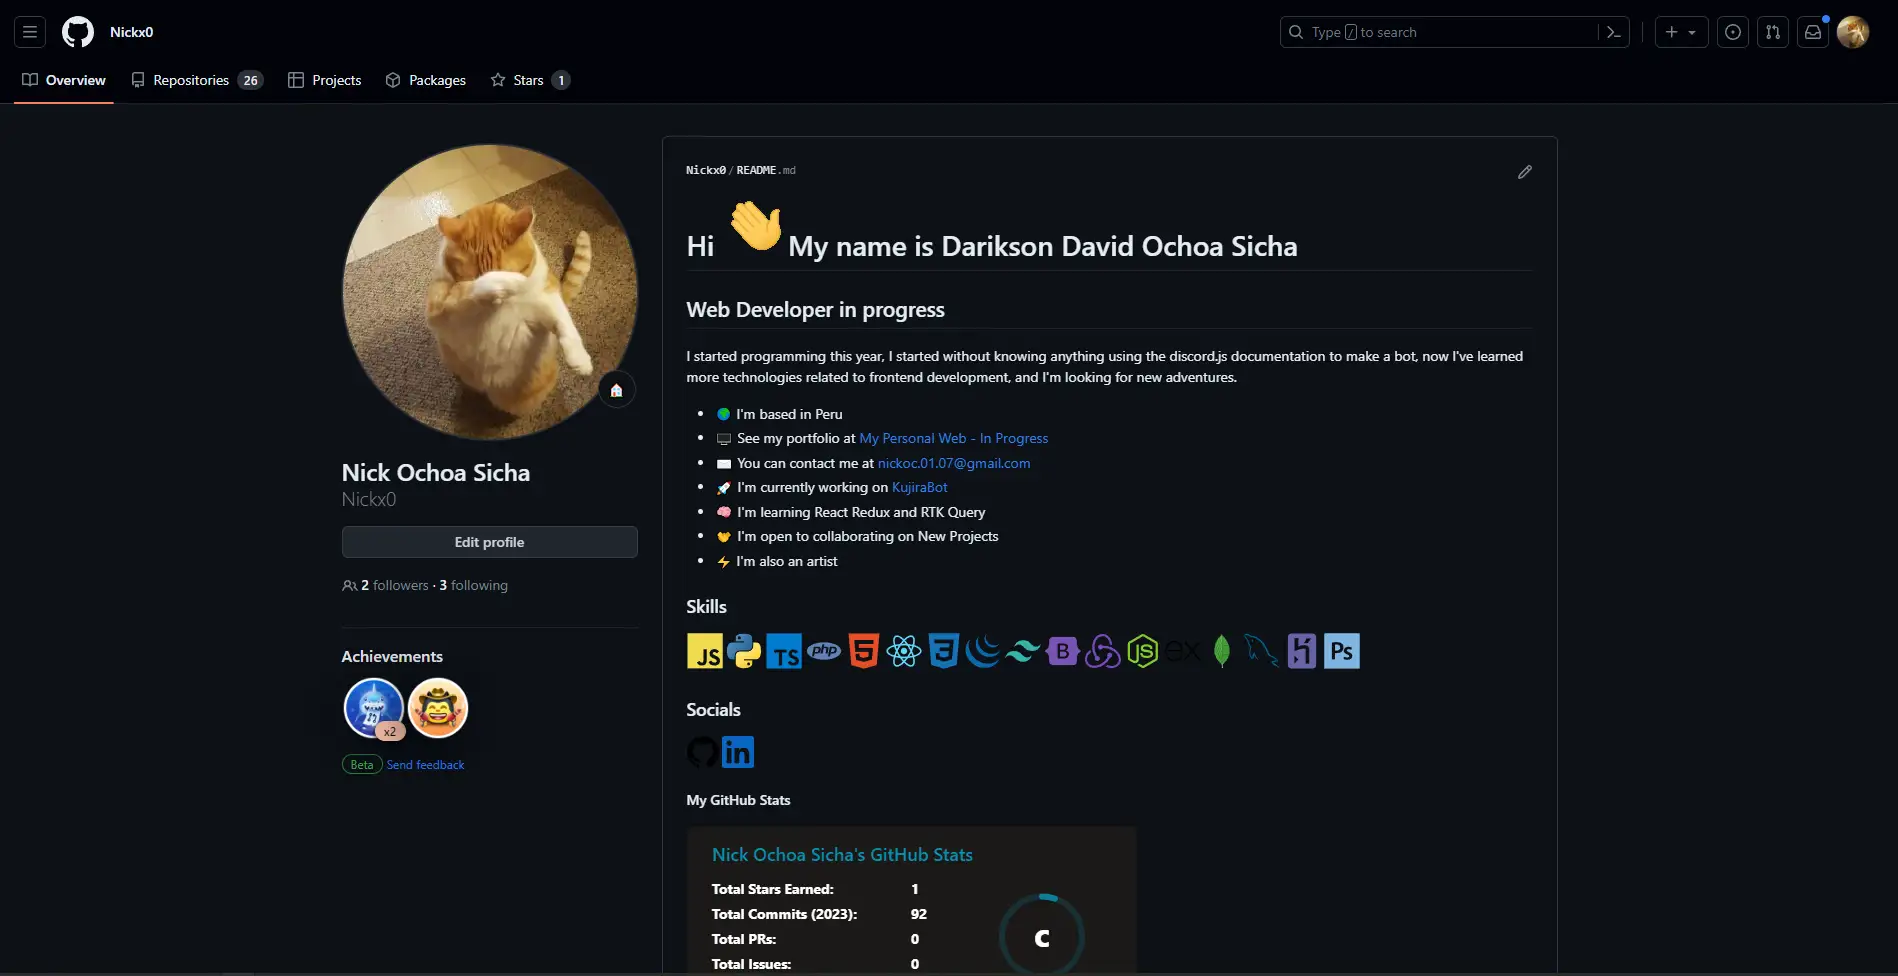 Nickx0
Type / to search
Overview
Repositories 26
Projects
Packages
Stars 1
Nick Ochoa Sicha
Nickx0
Edit profile
2 followers · 3 following
Achievements
x2
Beta Send feedback
Nickx0/README.md
Hi 👋 My name is Darikson David Ochoa Sicha
Web Developer in progress
I started programming this year, I started without knowing anything using the discord.js documentation to make a bot, now I've learned
more technologies related to frontend development, and I'm looking for new adventures.
• 🌍 I'm based in Peru
• 🖥️ See my portfolio at My Personal Web - In Progress
• ✉️ You can contact me at nickoc.01.07@gmail.com
• 🚀 I'm currently working on KujiraBot
• 🧠 I'm learning React Redux and RTK Query
• 🤝 I'm open to collaborating on New Projects
• ⚡ I'm also an artist
Skills
JS TS php 5 3 B JS ex Ps
Socials
in
My GitHub Stats
Nick Ochoa Sicha's GitHub Stats
Total Stars Earned: 1
Total Commits (2023): 92
Total PRs: 0
Total Issues: 0
C